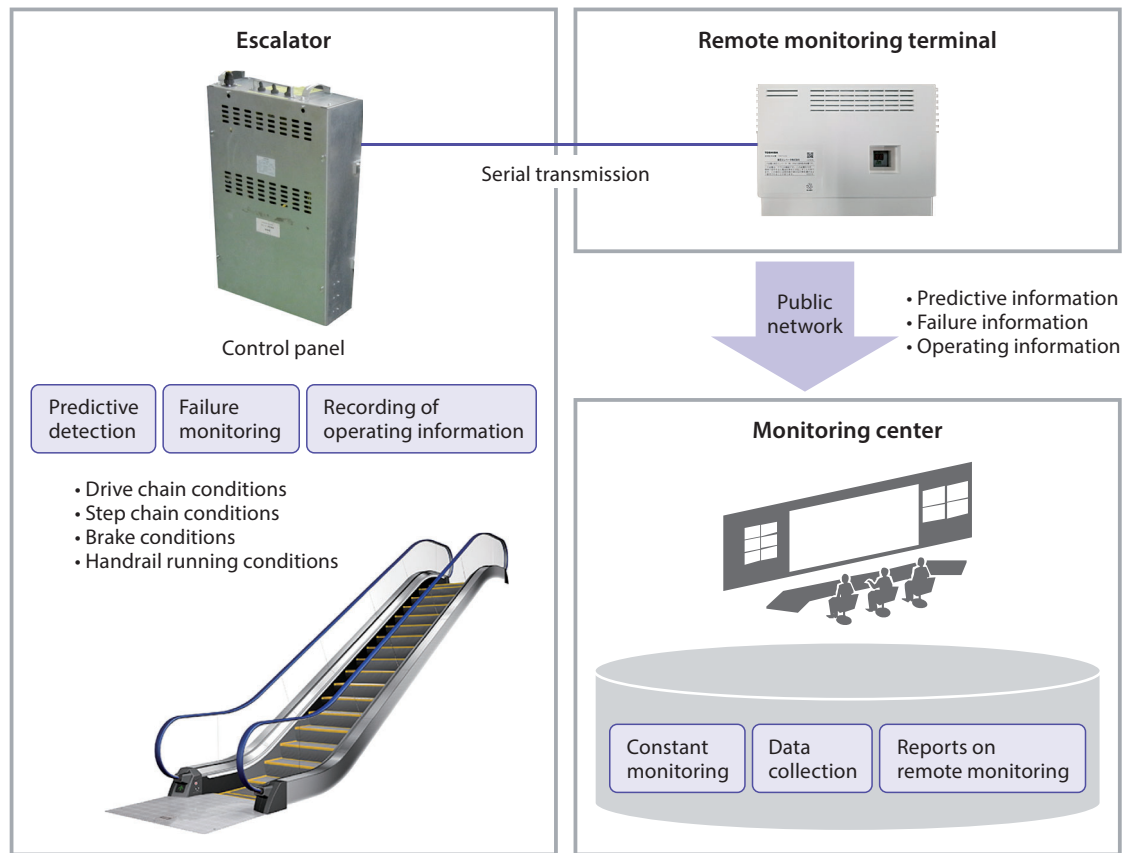 Escalator
Control panel
Predictive
detection
Failure
monitoring
Recording of
operating information
• Drive chain conditions
• Step chain conditions
• Brake conditions
• Handrail running conditions
Serial transmission
Remote monitoring terminal
TOSHIBA
Public
network
• Predictive information
• Failure information
• Operating information
Monitoring center
Constant
monitoring
Data
collection
Reports on
remote monitoring